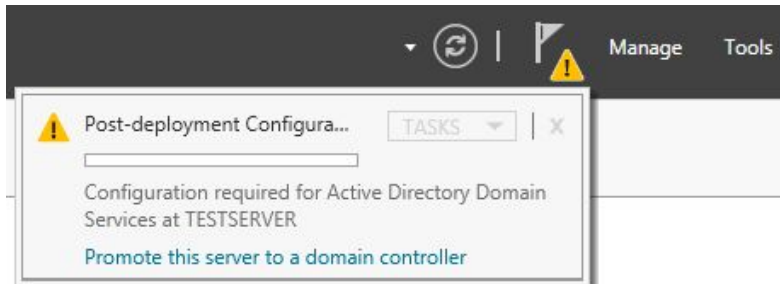 Manage Tools
Post-deployment Configura... TASKS X
Configuration required for Active Directory Domain
Services at TESTSERVER
Promote this server to a domain controller